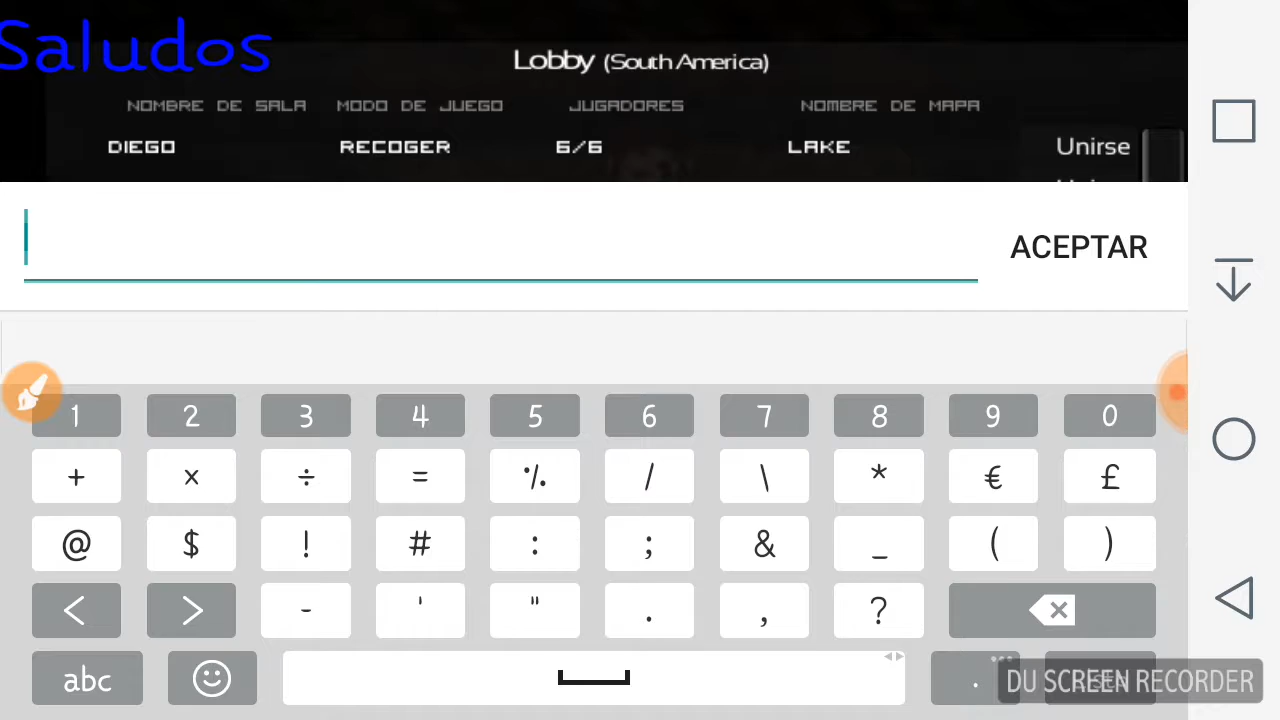 Saludos
Lobby (South America)
NOMBRE DE SALA MODO DE JUEGO JUGADORES NOMBRE DE MAPA
DIEGO RECOGER 6/6 LAKE Unirse
ACEPTAR
1 2 3 4 5 6 7 8 9 0
+ × ÷ = % / \ * € £
@ $ ! # : ; & _ ( )
< > - ' " . , ?
abc .
DU SCREEN RECORDER